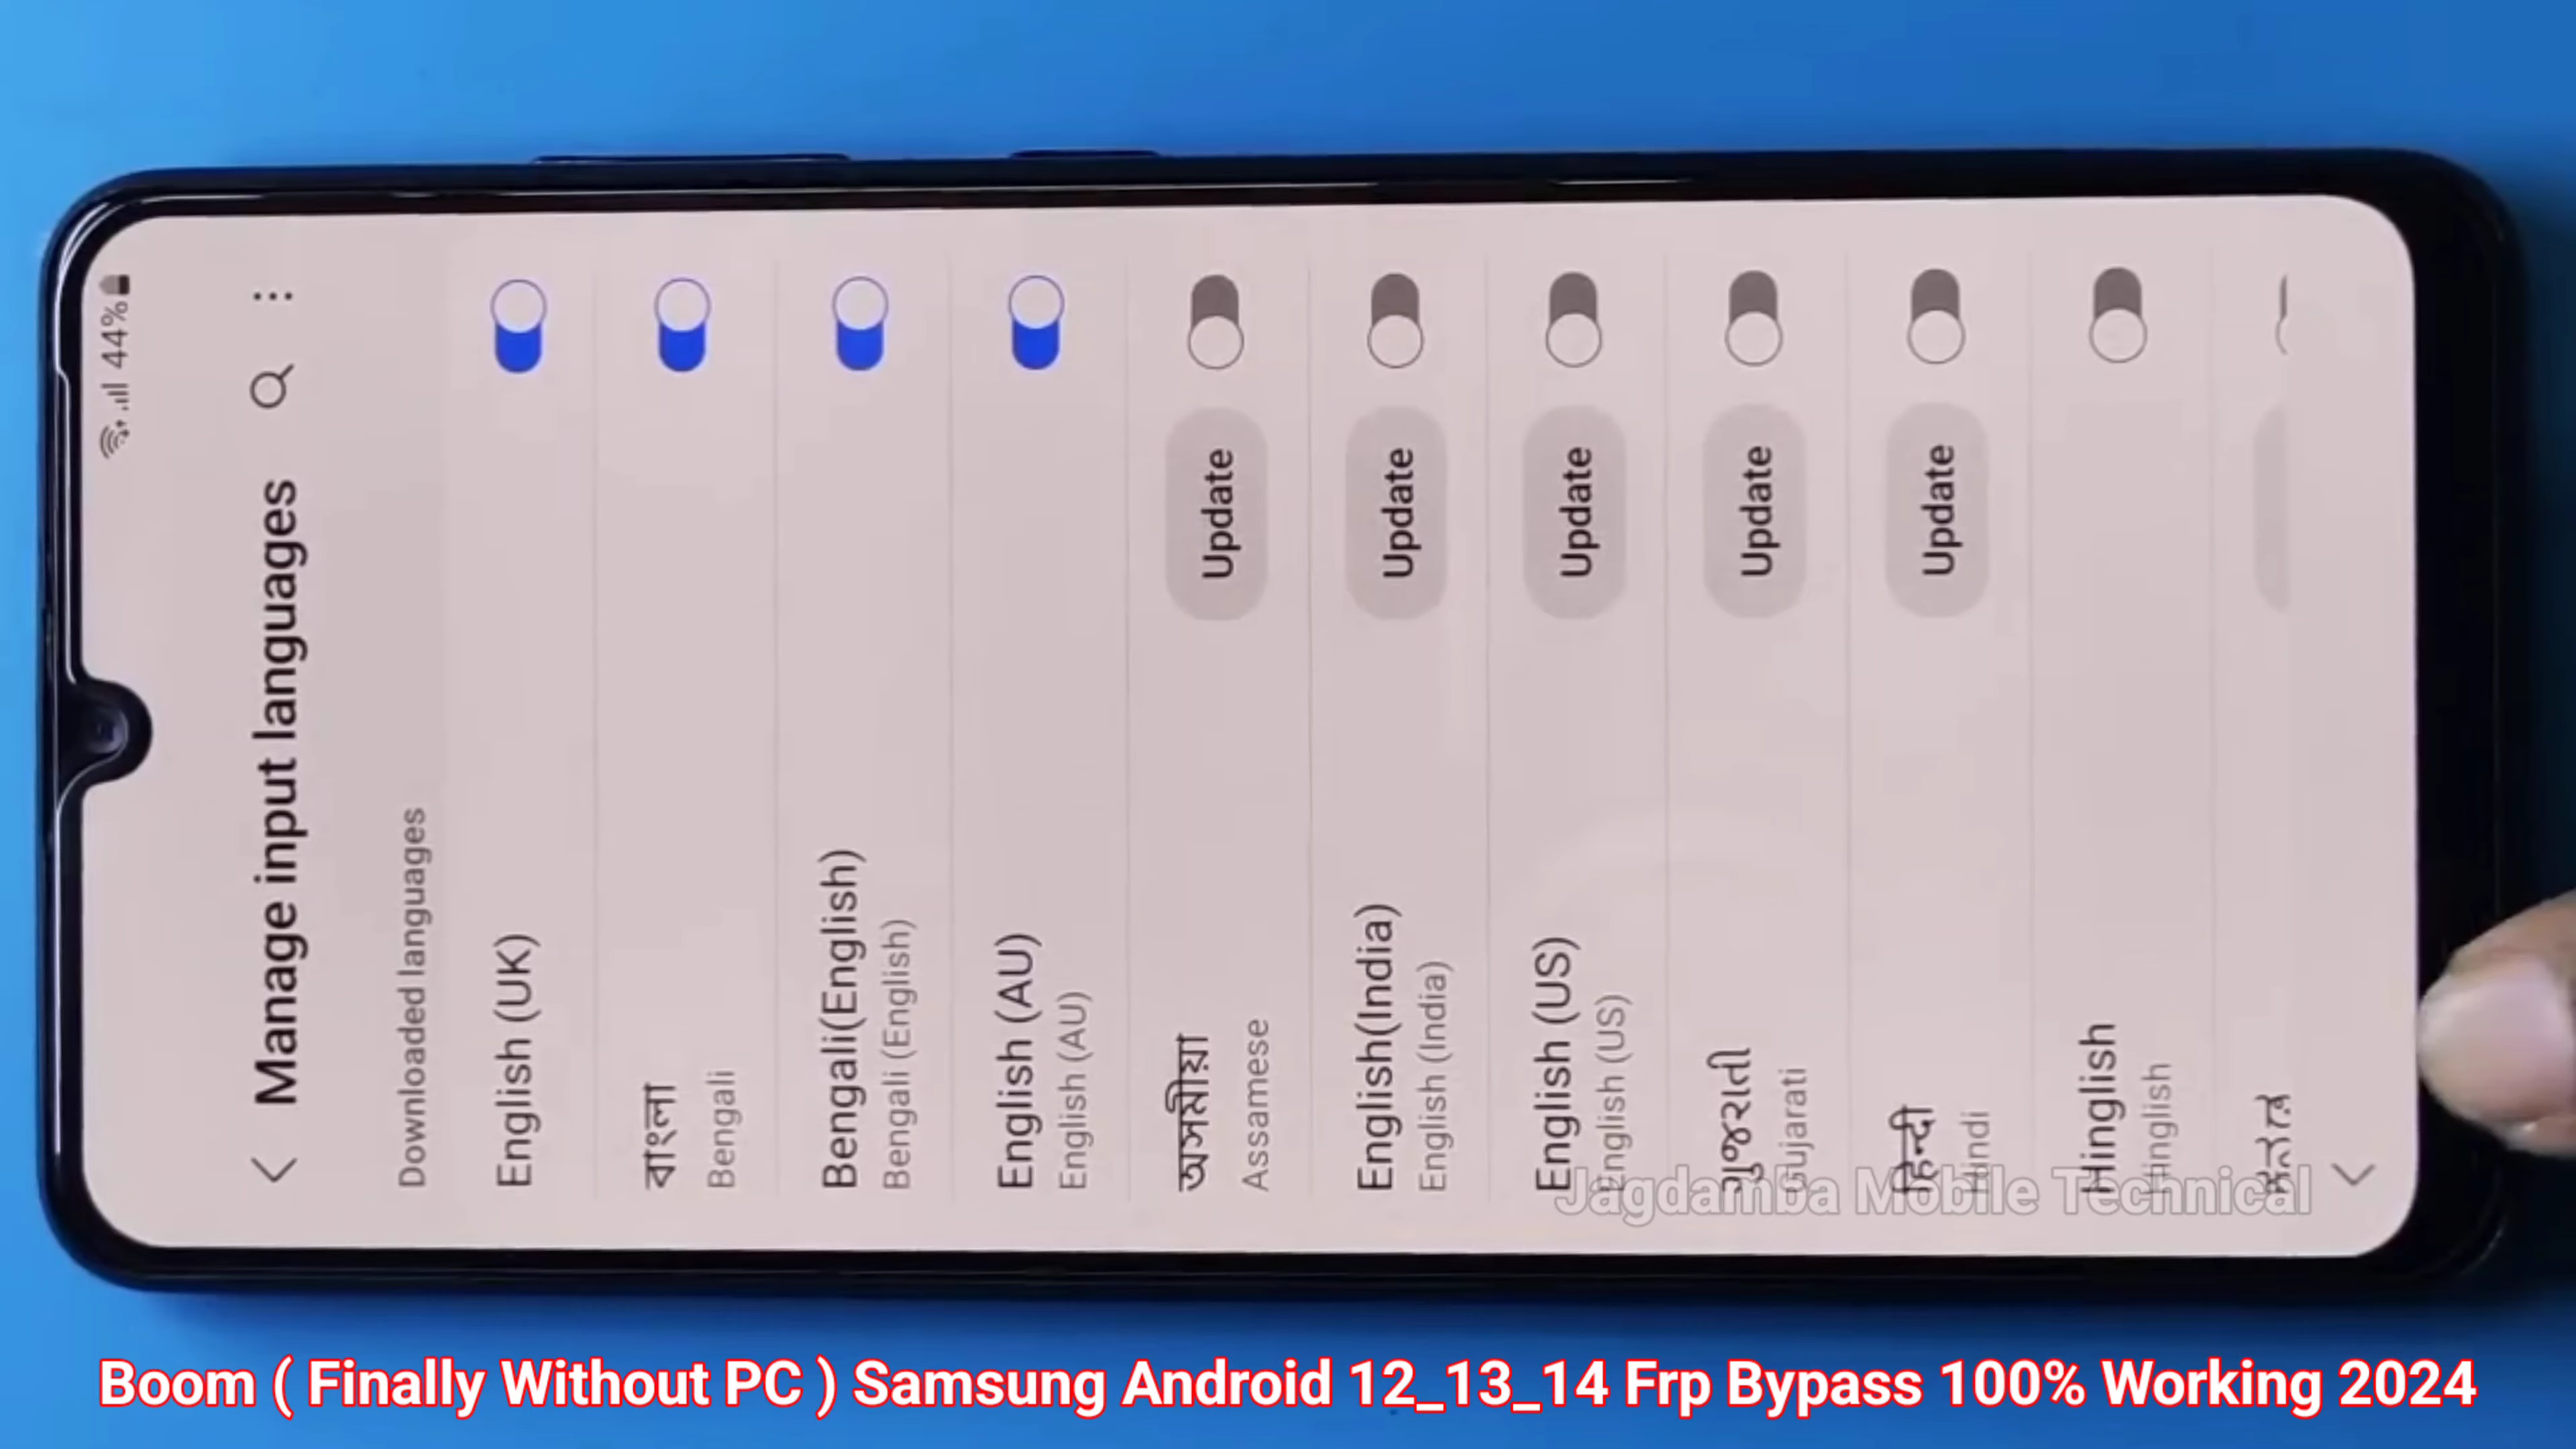 44%
Manage input languages
Downloaded languages
English (UK)
বাংলা
Bengali
Bengali(English)
Bengali (English)
English (AU)
English (AU)
অসমীয়া
Assamese
Update
English(India)
English (India)
Update
English (US)
English (US)
Update
ગુજરાતી
Gujarati
Update
हिन्दी
Hindi
Update
Hinglish
Hinglish
ಕನ್ನಡ
Jagdamba Mobile Technical
Boom ( Finally Without PC ) Samsung Android 12_13_14 Frp Bypass 100% Working 2024